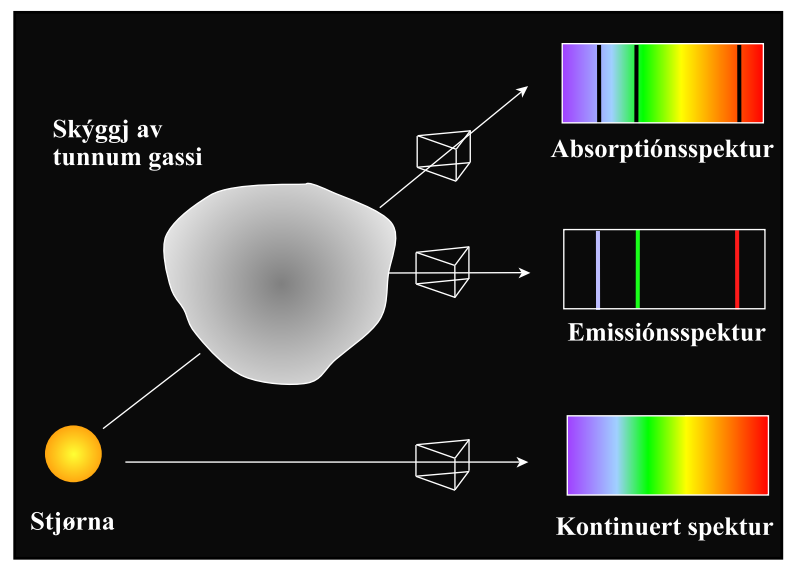 Skýggj av
tunnum gassi
Absorptiónsspektur
Emissiónsspektur
Stjørna
Kontinuert spektur